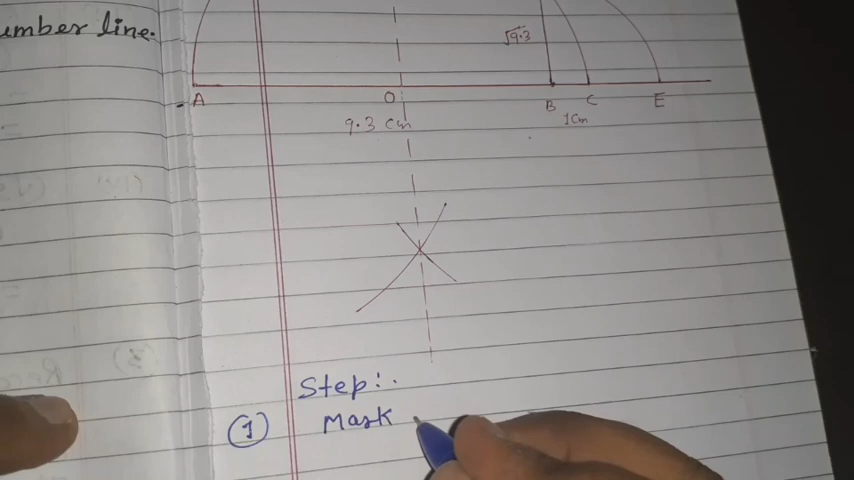 umber line.
√9.3
A O B C E
9.3 cm 1cm
Step:.
(1) Mark